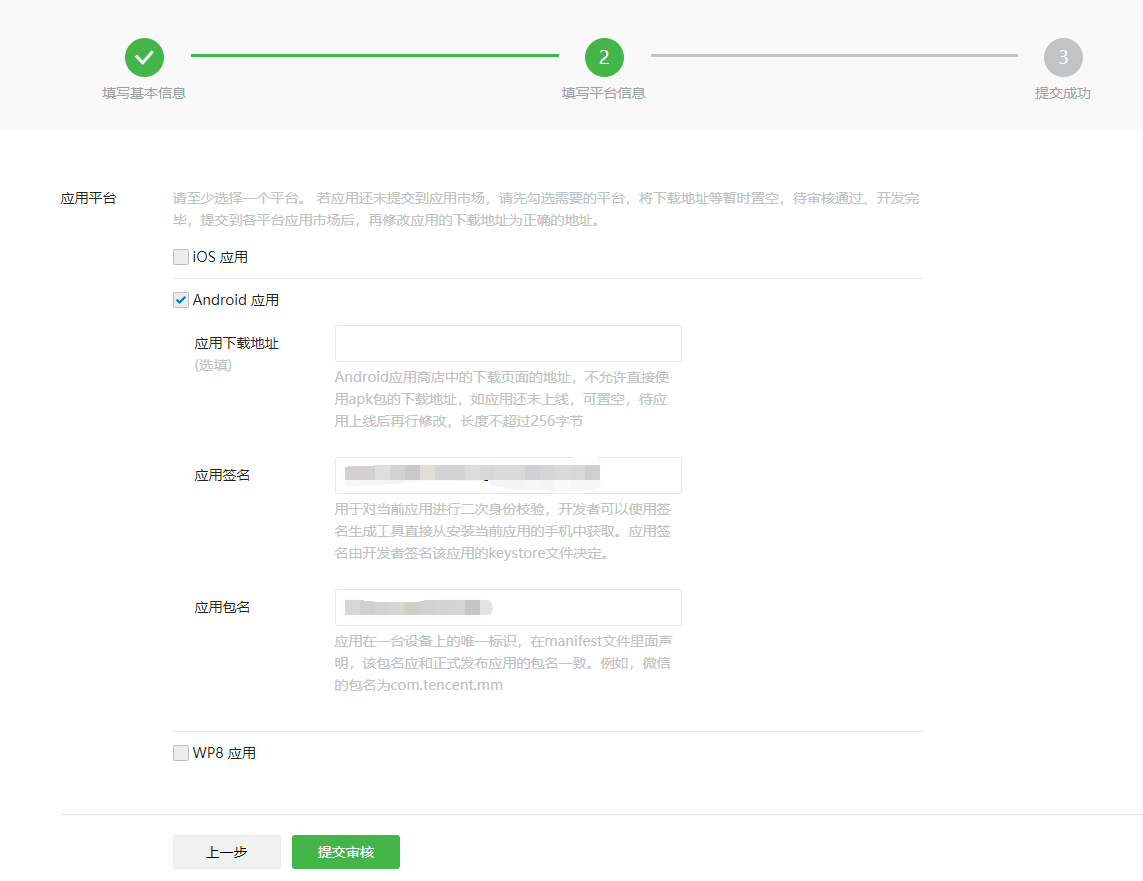 填写基本信息
2
填写平台信息
3
提交成功
应用平台
请至少选择一个平台。 若应用还未提交到应用市场，请先勾选需要的平台，将下载地址等暂时置空，待审核通过、开发完
毕，提交到各平台应用市场后，再修改应用的下载地址为正确的地址。
iOS 应用
Android 应用
应用下载地址
(选填)
Android应用商店中的下载页面的地址，不允许直接使
用apk包的下载地址，如应用还未上线，可置空，待应
用上线后再行修改，长度不超过256字节
应用签名
用于对当前应用进行二次身份校验，开发者可以使用签
名生成工具直接从安装当前应用的手机中获取。应用签
名由开发者签名该应用的keystore文件决定。
应用包名
应用在一台设备上的唯一标识，在manifest文件里面声
明，该包名应和正式发布应用的包名一致。例如，微信
的包名为com.tencent.mm
WP8 应用
上一步
提交审核